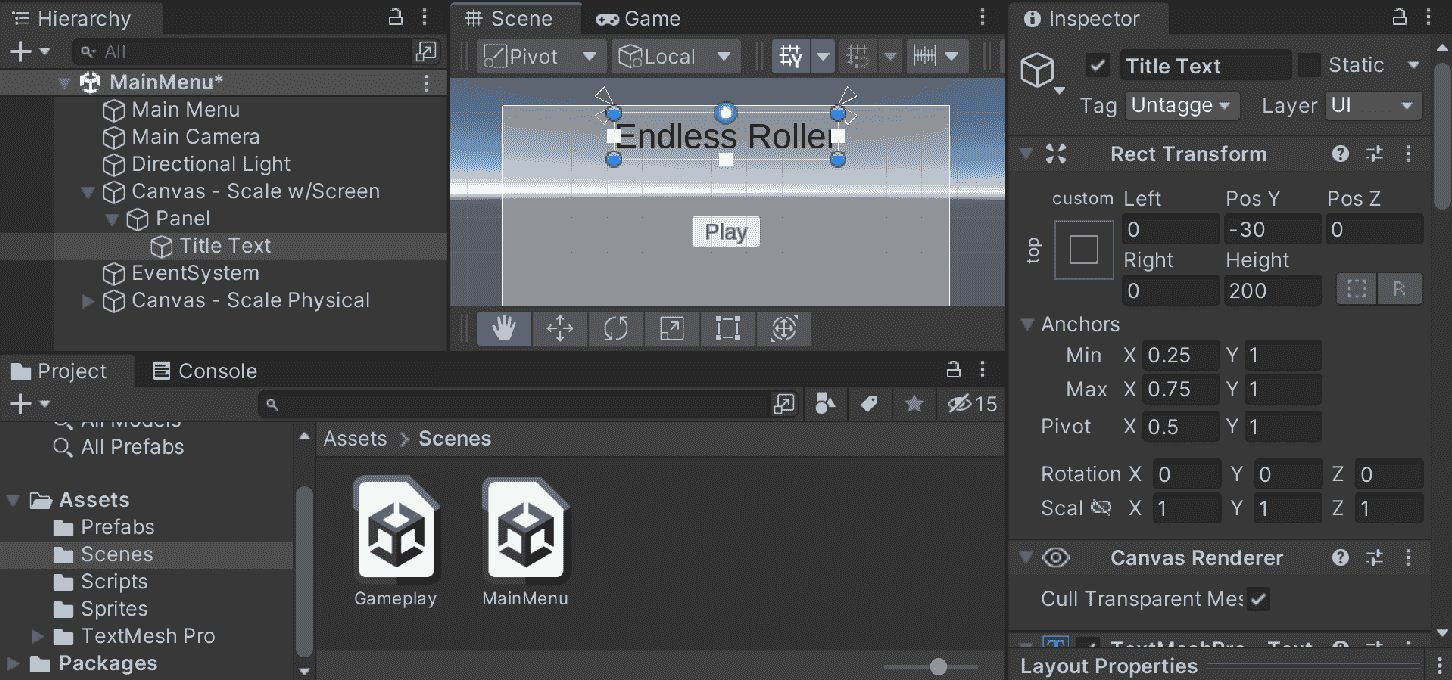 Hierarchy
All
MainMenu*
Main Menu
Main Camera
Directional Light
Canvas - Scale w/Screen
Panel
Title Text
EventSystem
Canvas - Scale Physical
Scene Game
Pivot Local
Endless Roller
Play
Project Console
15
All Models
All Prefabs
Assets
Prefabs
Scenes
Scripts
Sprites
TextMesh Pro
Packages
Assets > Scenes
Gameplay MainMenu
Inspector
Title Text Static
Tag Untagge Layer UI
Rect Transform
custom Left Pos Y Pos Z
top
0 -30 0
Right Height
0 200 R
Anchors
Min X 0.25 Y 1
Max X 0.75 Y 1
Pivot X 0.5 Y 1
Rotation X 0 Y 0 Z 0
Scal X 1 Y 1 Z 1
Canvas Renderer
Cull Transparent Mes
TextMeshPro - Text
Layout Properties